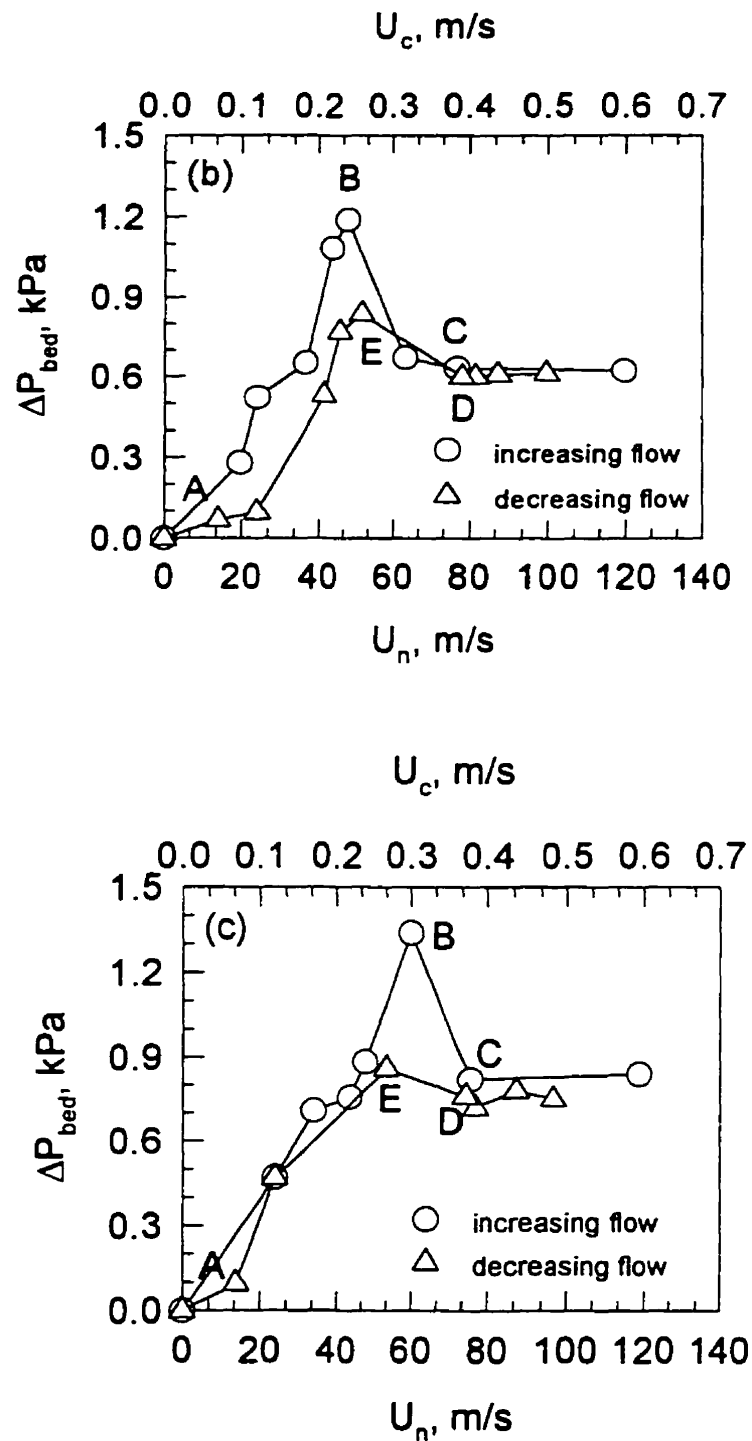 U_c, m/s
0.0 0.1 0.2 0.3 0.4 0.5 0.6 0.7
(b)
1.5
1.2
0.9
0.6
0.3
0.0
ΔP_bed, kPa
A
B
C
D
E
increasing flow
decreasing flow
0 20 40 60 80 100 120 140
U_n, m/s
U_c, m/s
0.0 0.1 0.2 0.3 0.4 0.5 0.6 0.7
(c)
1.5
1.2
0.9
0.6
0.3
0.0
ΔP_bed, kPa
A
B
C
D
E
increasing flow
decreasing flow
0 20 40 60 80 100 120 140
U_n, m/s